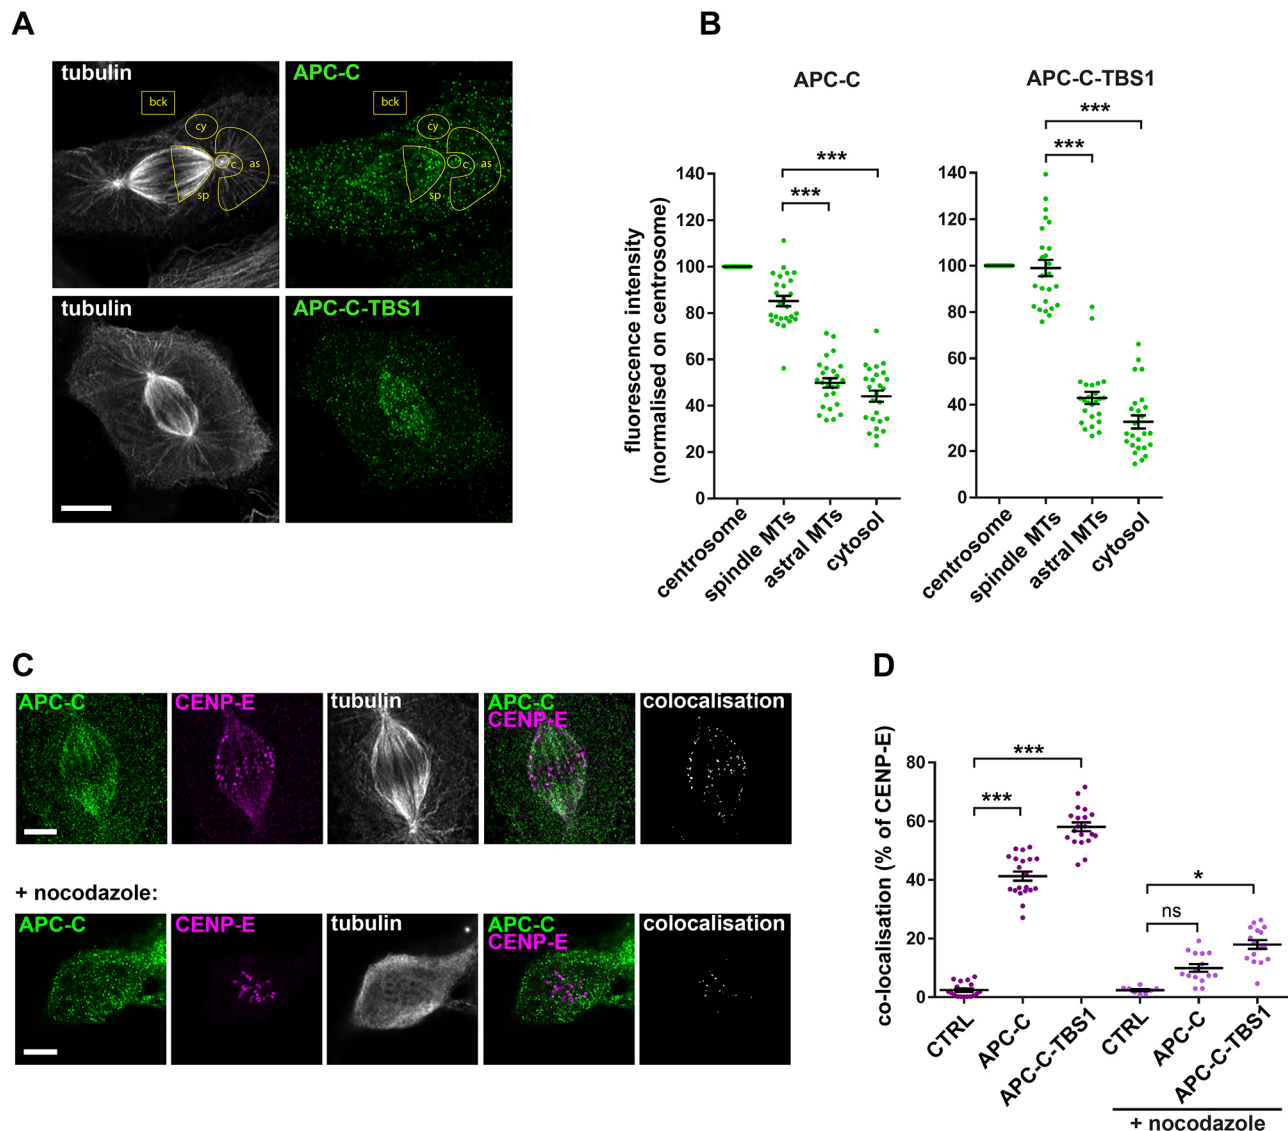 A
tubulin
bck
cy
c
as
sp
APC-C
bck
cy
c
as
sp
tubulin
APC-C-TBS1
B
APC-C
APC-C-TBS1
fluorescence intensity
(normalised on centrosome)
140
120
100
80
60
40
20
0
***
***
centrosome
spindle MTs
astral MTs
cytosol
140
120
100
80
60
40
20
0
***
***
centrosome
spindle MTs
astral MTs
cytosol
C
APC-C
CENP-E
tubulin
APC-C
CENP-E
colocalisation
+ nocodazole:
APC-C
CENP-E
tubulin
APC-C
CENP-E
colocalisation
D
co-localisation (% of CENP-E)
80
60
40
20
0
***
***
*
ns
CTRL
APC-C
APC-C-TBS1
CTRL
APC-C
APC-C-TBS1
+ nocodazole